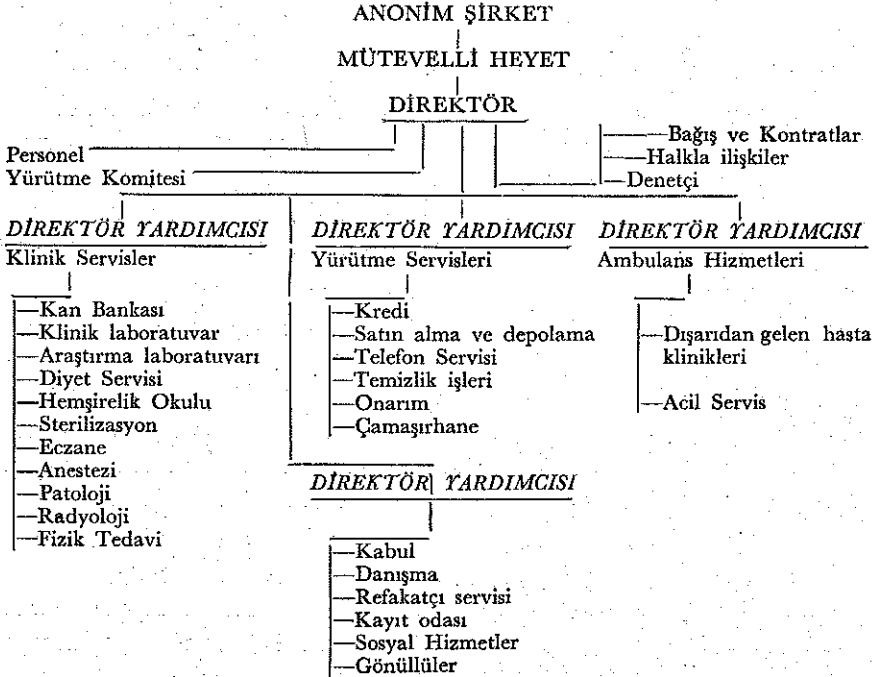 ANONİM ŞİRKET
MÜTEVELLİ HEYET
DİREKTÖR
Personel
Yürütme Komitesi
Bağış ve Kontratlar
Halkla ilişkiler
Denetçi
DİREKTÖR YARDIMCISI
Klinik Servisler
Kan Bankası
Klinik laboratuvar
Araştırma laboratuvarı
Diyet Servisi
Hemşirelik Okulu
Sterilizasyon
Eczane
Anestezi
Patoloji
Radyoloji
Fizik Tedavi
DİREKTÖR YARDIMCISI
Yürütme Servisleri
Kredi
Satın alma ve depolama
Telefon Servisi
Temizlik işleri
Onarım
Çamaşırhane
DİREKTÖR YARDIMCISI
Ambulans Hizmetleri
Dışarıdan gelen hasta
klinikleri
Acil Servis
DİREKTÖR YARDIMCISI
Kabul
Danışma
Refakatçı servisi
Kayıt odası
Sosyal Hizmetler
Gönüllüler